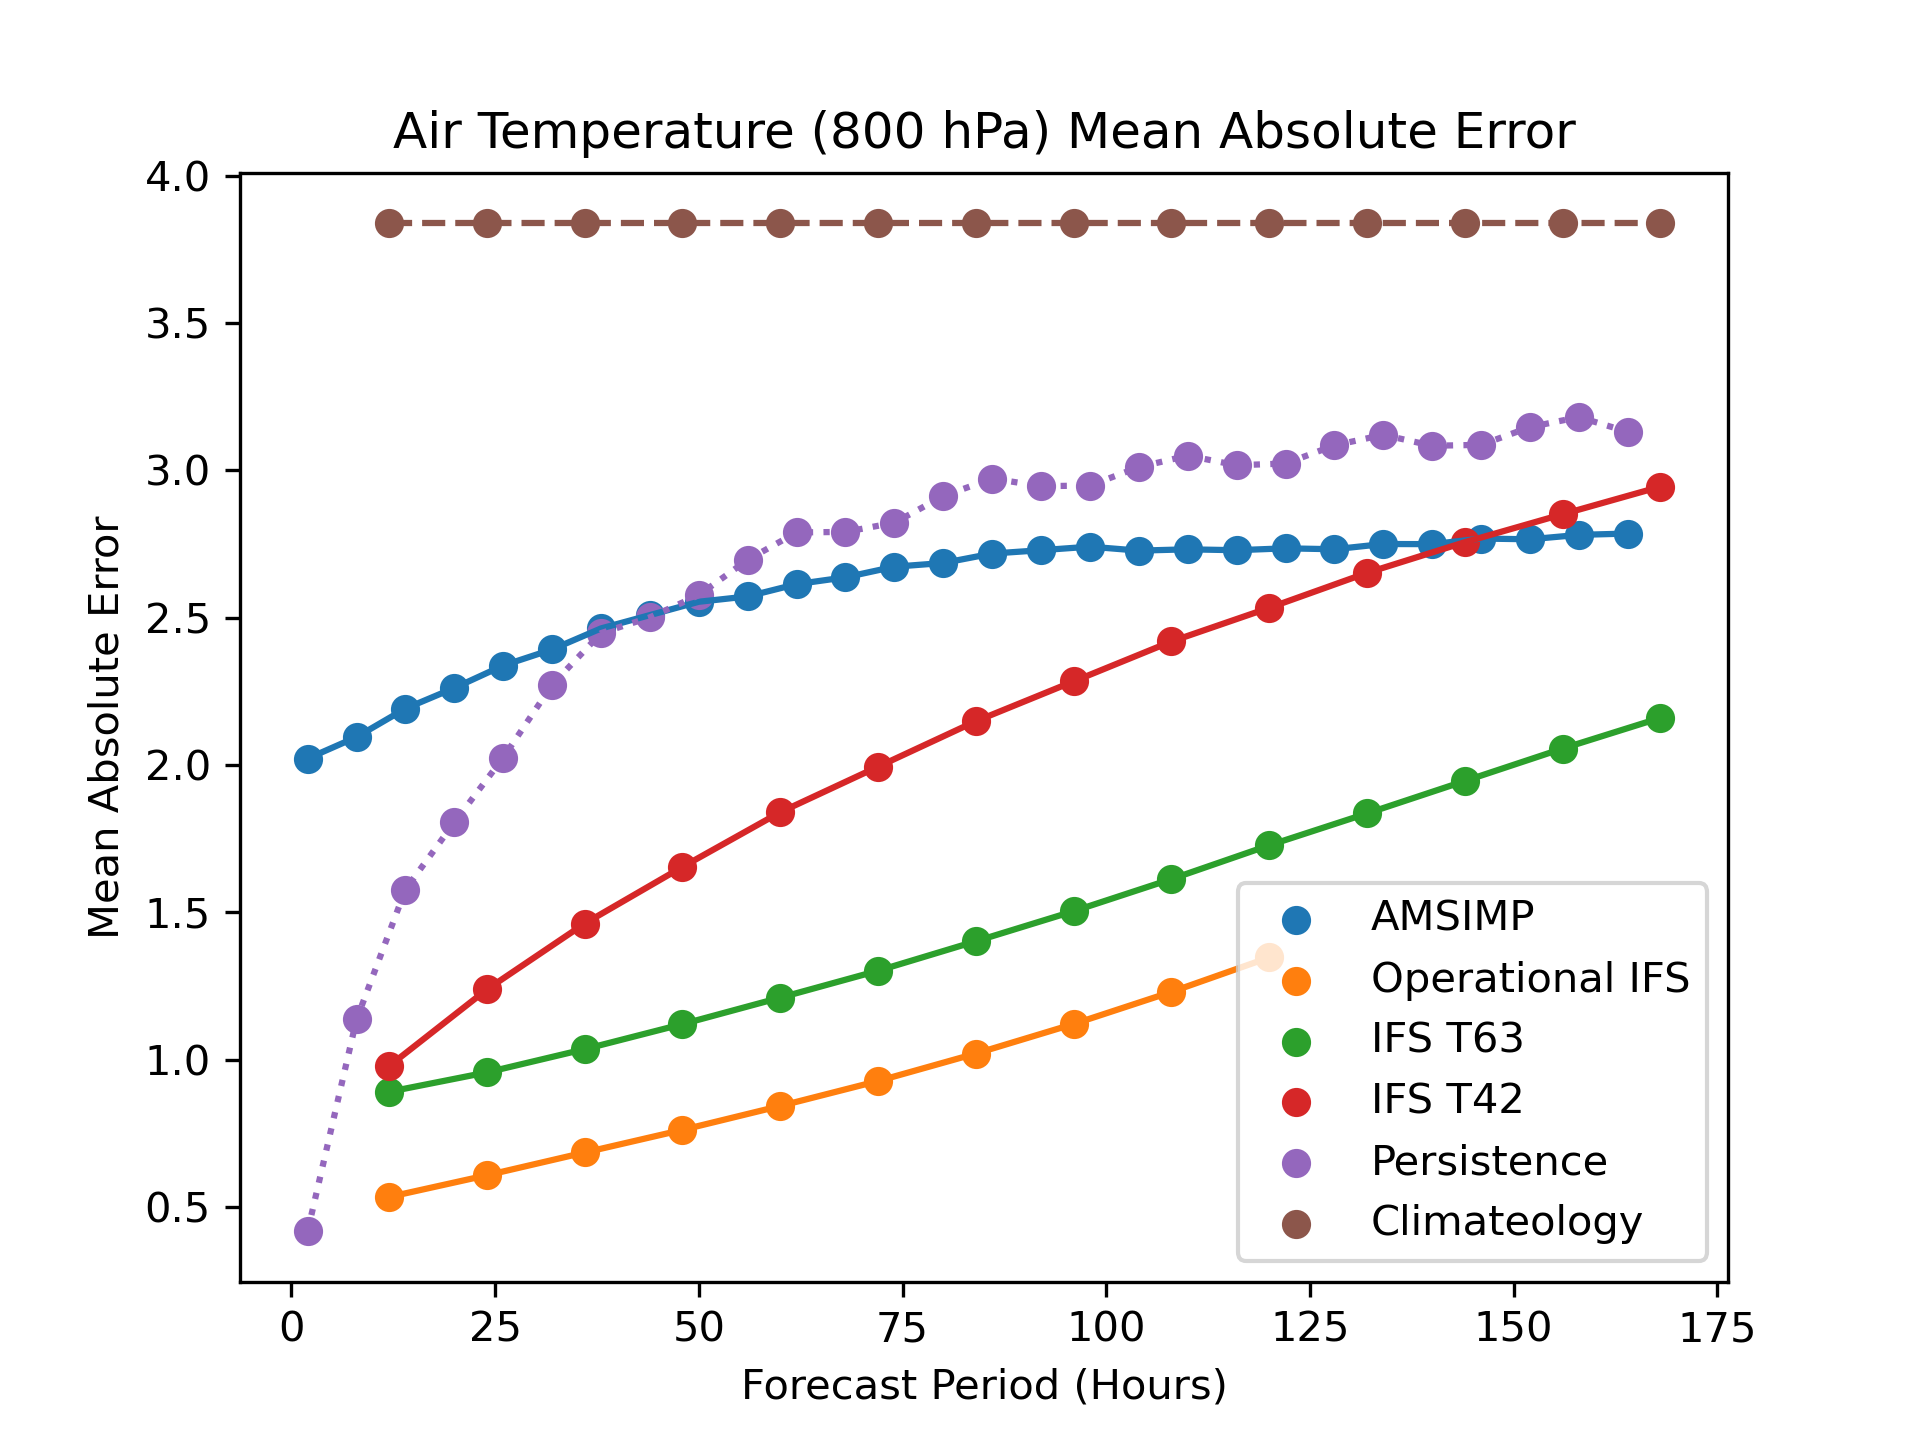 Air Temperature (800 hPa) Mean Absolute Error
4.0
3.5
3.0
2.5
2.0
1.5
1.0
0.5
Mean Absolute Error
AMSIMP
Operational IFS
IFS T63
IFS T42
Persistence
Climateology
0 25 50 75 100 125 150 175
Forecast Period (Hours)